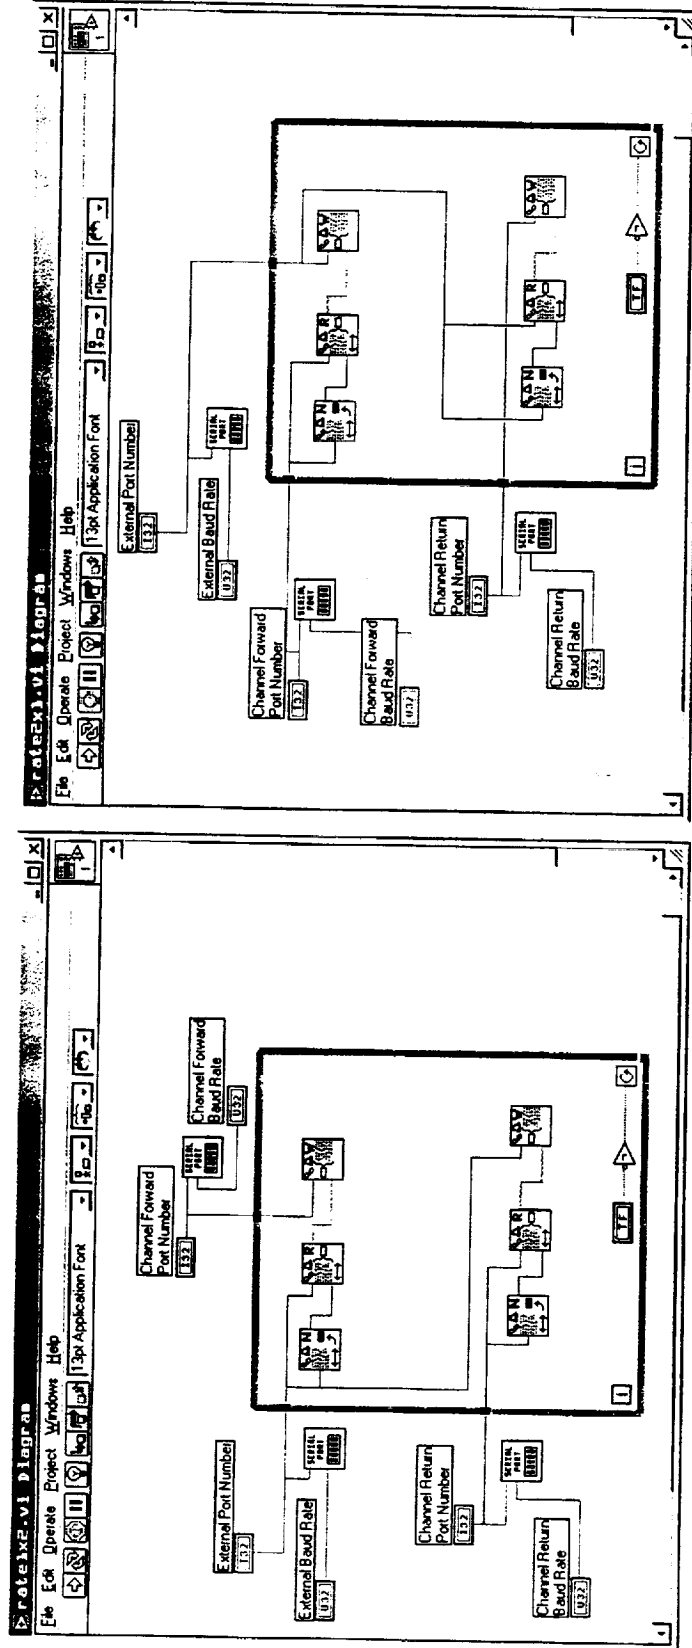 rate1x2.vi Diagram
File Edit Operate Project Windows Help
13pt Application Font
1
Channel Forward
Port Number
I32
SERIAL
PORT
Channel Forward
Baud Rate
U32
External Port Number
I32
SERIAL
PORT
External Baud Rate
U32
N
R
W
Channel Return
Port Number
I32
SERIAL
PORT
Channel Return
Baud Rate
U32
N
R
W
i
TF
rate2x1.vi Diagram
File Edit Operate Project Windows Help
13pt Application Font
1
External Port Number
I32
SERIAL
PORT
External Baud Rate
U32
Channel Forward
Port Number
I32
SERIAL
PORT
Channel Forward
Baud Rate
U32
N
R
W
Channel Return
Port Number
I32
SERIAL
PORT
Channel Return
Baud Rate
U32
N
R
W
i
TF